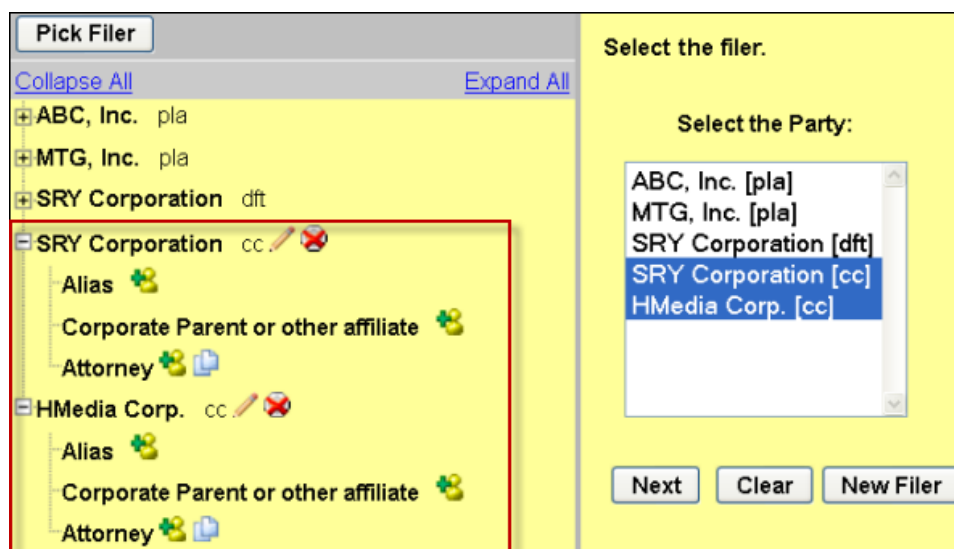 Pick Filer
Collapse All Expand All
ABC, Inc. pla
MTG, Inc. pla
SRY Corporation dft
SRY Corporation cc
Alias
Corporate Parent or other affiliate
Attorney
HMedia Corp. cc
Alias
Corporate Parent or other affiliate
Attorney
Select the filer.
Select the Party:
ABC, Inc. [pla]
MTG, Inc. [pla]
SRY Corporation [dft]
SRY Corporation [cc]
HMedia Corp. [cc]
Next Clear New Filer